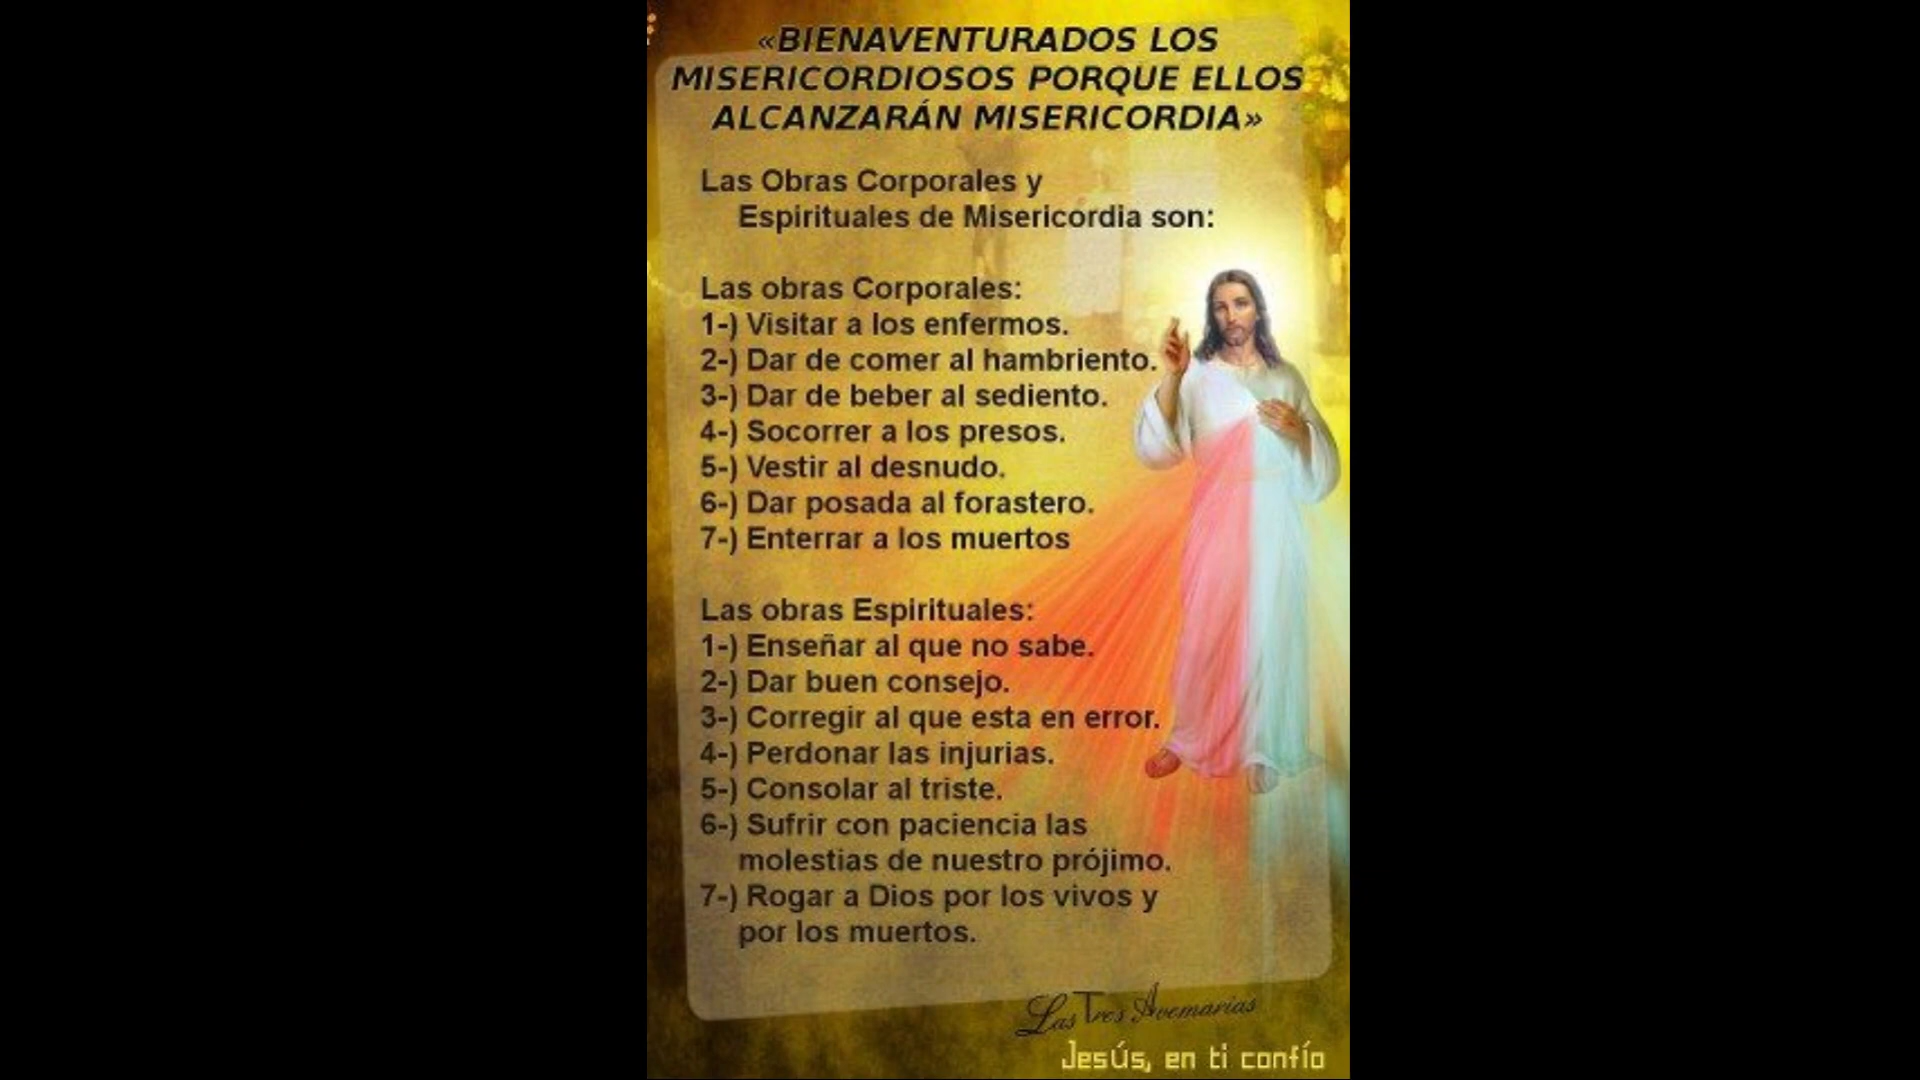 «BIENAVENTURADOS LOS
MISERICORDIOSOS PORQUE ELLOS
ALCANZARÁN MISERICORDIA»
Las Obras Corporales y
Espirituales de Misericordia son:
Las obras Corporales:
1-) Visitar a los enfermos.
2-) Dar de comer al hambriento.
3-) Dar de beber al sediento.
4-) Socorrer a los presos.
5-) Vestir al desnudo.
6-) Dar posada al forastero.
7-) Enterrar a los muertos
Las obras Espirituales:
1-) Enseñar al que no sabe.
2-) Dar buen consejo.
3-) Corregir al que esta en error.
4-) Perdonar las injurias.
5-) Consolar al triste.
6-) Sufrir con paciencia las
molestias de nuestro prójimo.
7-) Rogar a Dios por los vivos y
por los muertos.
Las Tres Avemarías
Jesús, en ti confío